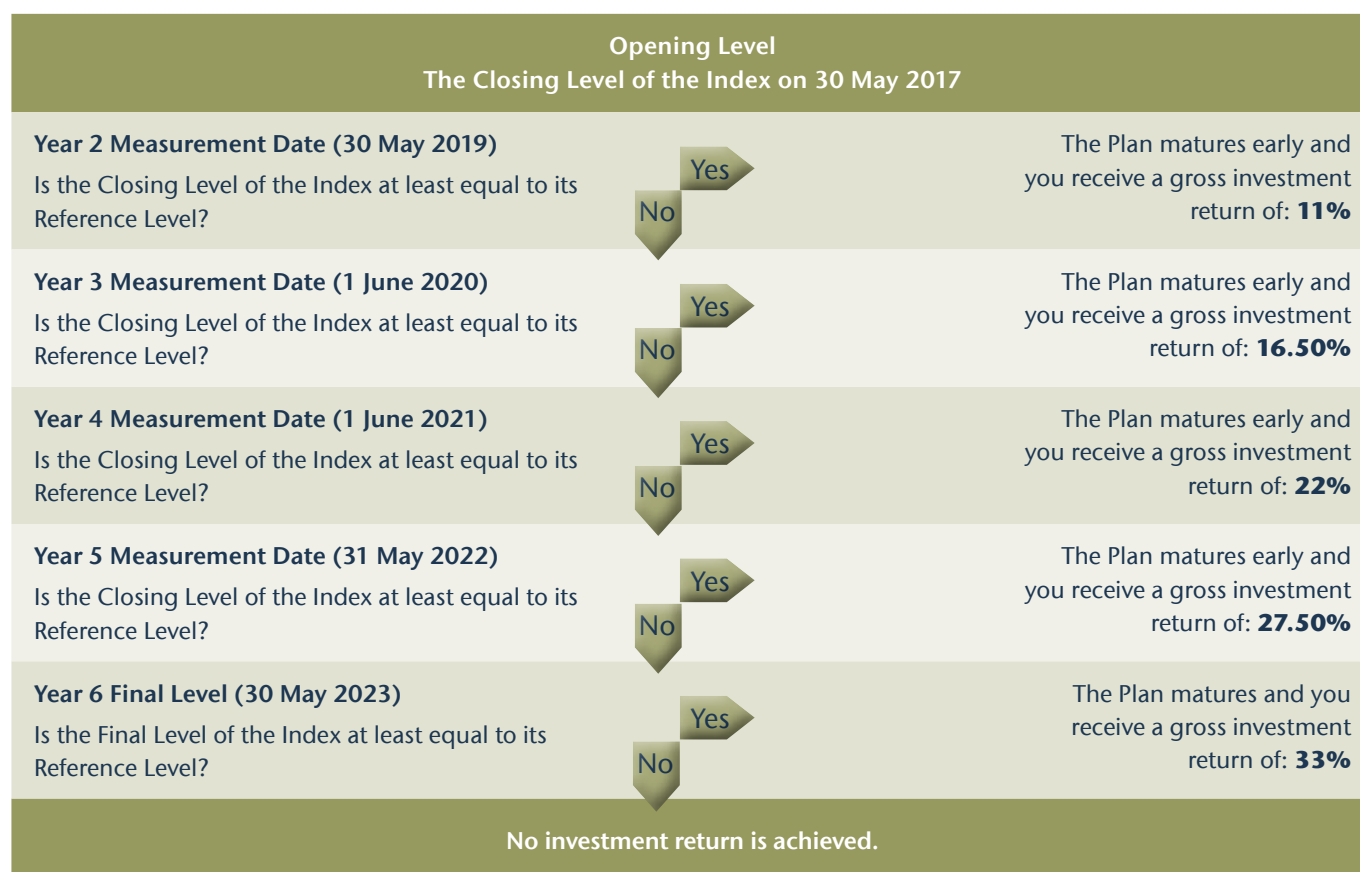 Opening Level
The Closing Level of the Index on 30 May 2017
Year 2 Measurement Date (30 May 2019)
Is the Closing Level of the Index at least equal to its
Reference Level?
Yes
No
The Plan matures early and
you receive a gross investment
return of: 11%
Year 3 Measurement Date (1 June 2020)
Is the Closing Level of the Index at least equal to its
Reference Level?
Yes
No
The Plan matures early and
you receive a gross investment
return of: 16.50%
Year 4 Measurement Date (1 June 2021)
Is the Closing Level of the Index at least equal to its
Reference Level?
Yes
No
The Plan matures early and
you receive a gross investment
return of: 22%
Year 5 Measurement Date (31 May 2022)
Is the Closing Level of the Index at least equal to its
Reference Level?
Yes
No
The Plan matures early and
you receive a gross investment
return of: 27.50%
Year 6 Final Level (30 May 2023)
Is the Final Level of the Index at least equal to its
Reference Level?
Yes
No
The Plan matures and you
receive a gross investment
return of: 33%
No investment return is achieved.